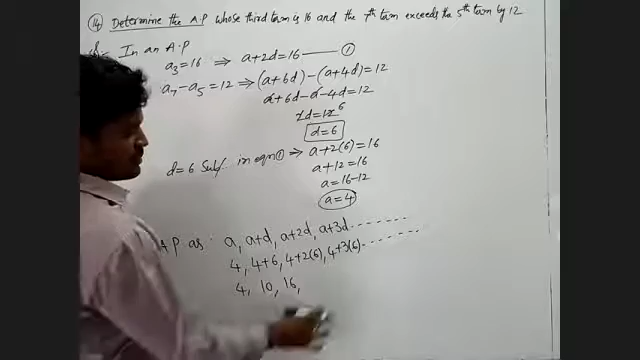 (14) Determine the A.P whose third term is 16 and the 7th term exceeds the 5th term by 12
In an A.P
a₃=16 ⇒ a+2d=16 —— ①
a₇-a₅=12 ⇒ (a+6d)-(a+4d)=12
a+6d-a-4d=12
2d=12 6
d=6
d=6 Sub/. in eqn① ⇒ a+2(6)=16
a+12=16
a=16-12
a=4
A.P as: a, a+d, a+2d, a+3d-------
4, 4+6, 4+2(6), 4+3(6)-------
4, 10, 16,